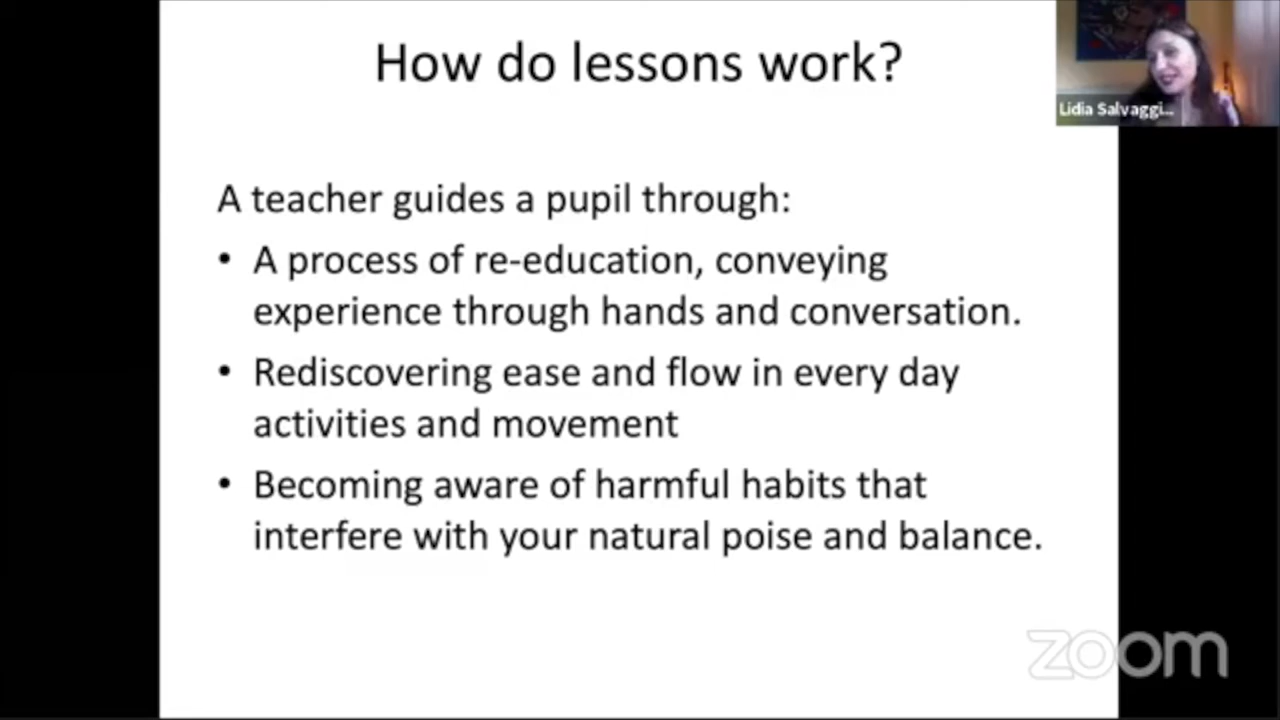 How do lessons work?
Lidia Salvaggi...
A teacher guides a pupil through:
• A process of re-education, conveying
experience through hands and conversation.
• Rediscovering ease and flow in every day
activities and movement
• Becoming aware of harmful habits that
interfere with your natural poise and balance.
zoom